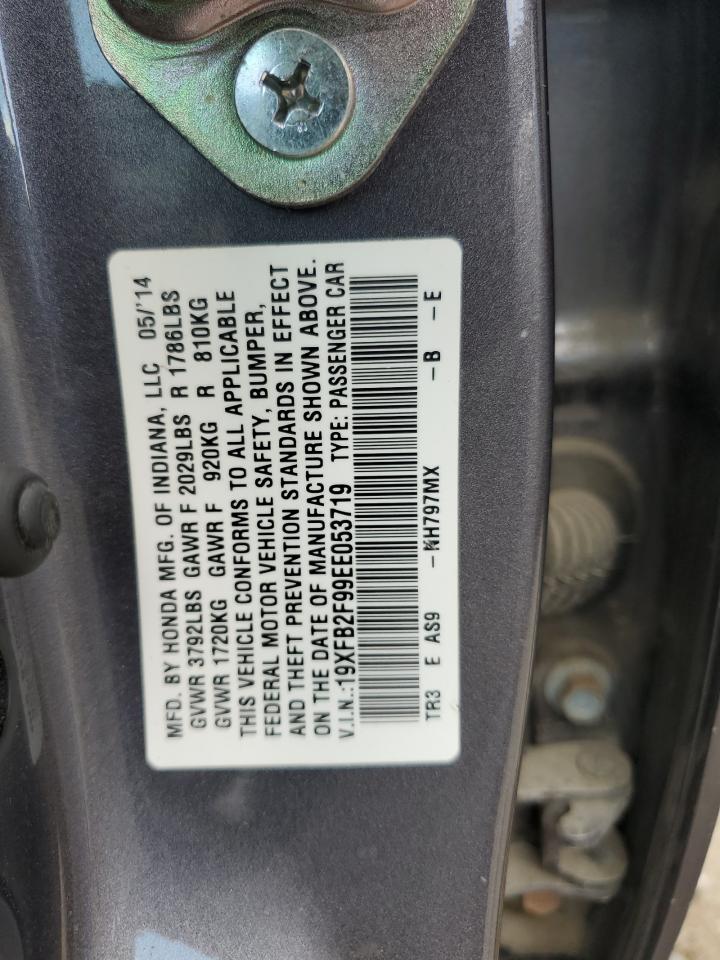 MFD. BY HONDA MFG. OF INDIANA, LLC 05/'14
GVWR 3792LBS GAWR F 2029LBS R 1786LBS
GVWR 1720KG GAWR F 920KG R 810KG
THIS VEHICLE CONFORMS TO ALL APPLICABLE
FEDERAL MOTOR VEHICLE SAFETY, BUMPER,
AND THEFT PREVENTION STANDARDS IN EFFECT
ON THE DATE OF MANUFACTURE SHOWN ABOVE.
V.I.N.:19XFB2F99EE053719 TYPE: PASSENGER CAR
TR3 E AS9 -NH797MX -B -E